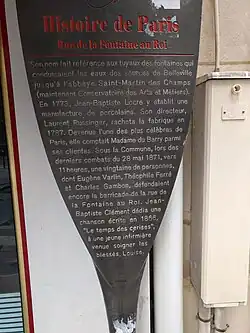 Histoire de Paris
Rue de la Fontaine au Roi
Son nom fait référence aux tuyaux des fontaines qui
conduisaient les eaux des sources de Belleville
jusqu'à l'abbaye Saint-Martin des Champs
(maintenant Conservatoire des Arts et Métiers).
En 1773, Jean-Baptiste Locre y établit une
manufacture de porcelaine. Son directeur,
Laurent Russinger, racheta la fabrique en
1787. Devenue l'une des plus célèbres de
Paris, elle comptait Madame du Barry parmi
ses clientes. Sous la Commune, lors des
derniers combats du 28 mai 1871, vers
11heures, une vingtaine de personnes,
dont Eugène Varlin, Théophile Ferré
et Charles Gambon, défendaient
encore la barricade de la rue de
la Fontaine au Roi. Jean-
Baptiste Clément dédia une
chanson écrite en 1866,
"Le temps des cerises",
à une jeune infirmière
venue soigner les
blessés, Louise.